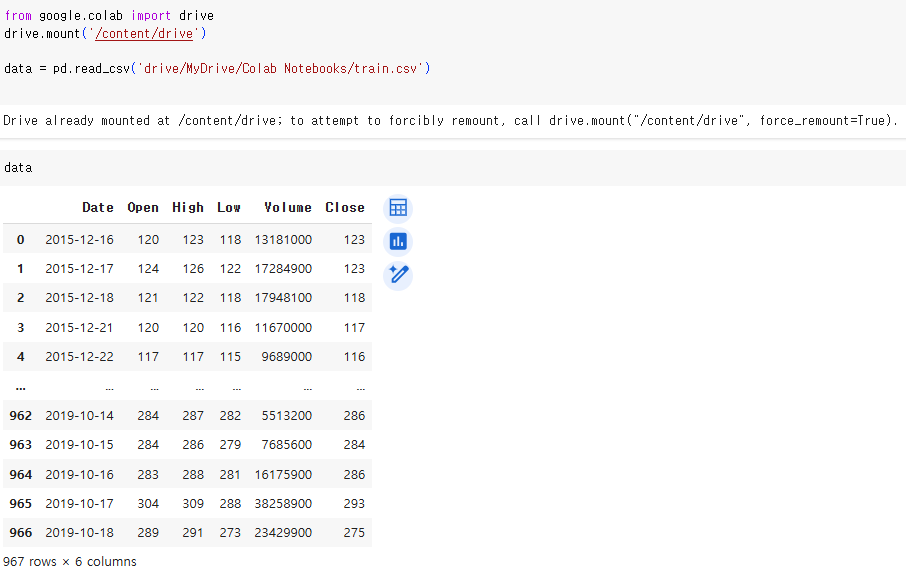 from google.colab import drive
drive.mount('/content/drive')
data = pd.read_csv('drive/MyDrive/Colab Notebooks/train.csv')
Drive already mounted at /content/drive; to attempt to forcibly remount, call drive.mount("/content/drive", force_remount=True).
data
Date Open High Low Volume Close
0 2015-12-16 120 123 118 13181000 123
1 2015-12-17 124 126 122 17284900 123
2 2015-12-18 121 122 118 17948100 118
3 2015-12-21 120 120 116 11670000 117
4 2015-12-22 117 117 115 9689000 116
... ... ... ... ... ... ...
962 2019-10-14 284 287 282 5513200 286
963 2019-10-15 284 286 279 7685600 284
964 2019-10-16 283 288 281 16175900 286
965 2019-10-17 304 309 288 38258900 293
966 2019-10-18 289 291 273 23429900 275
967 rows × 6 columns